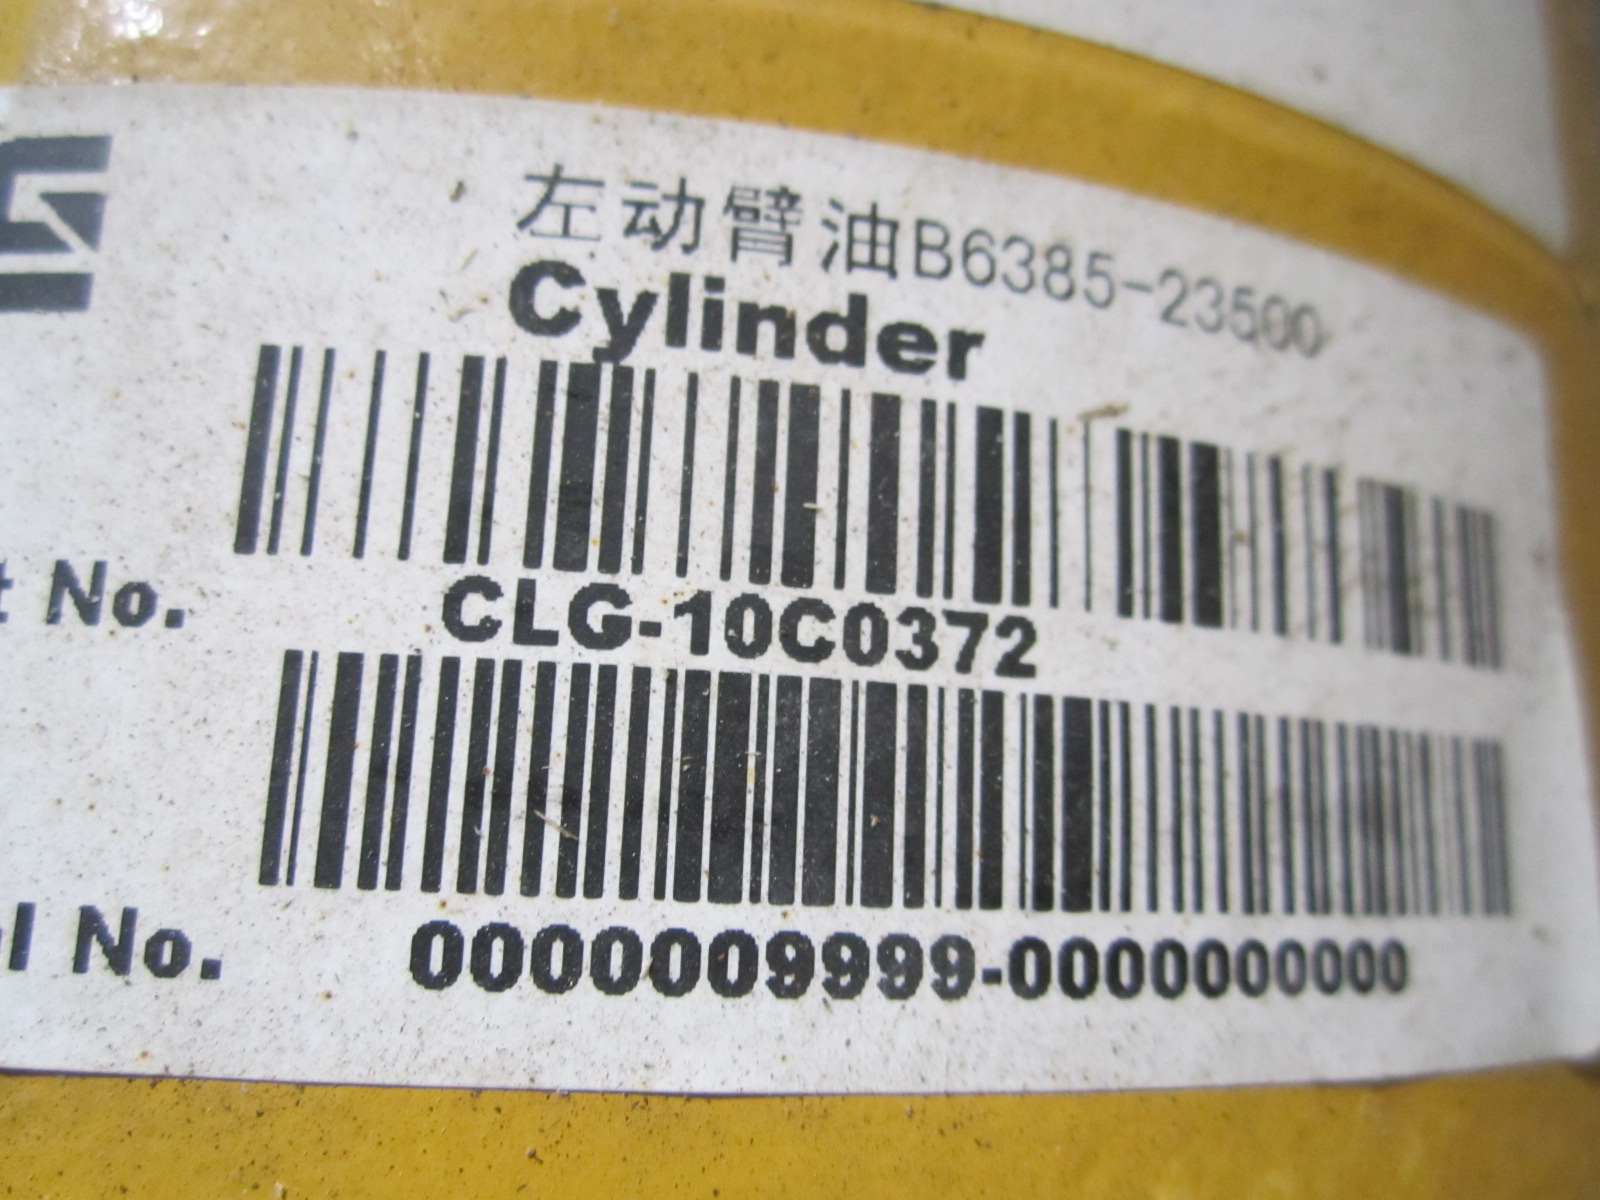 左动臂油B6385-23500
Cylinder
t No. CLG-10C0372
l No. 0000009999-0000000000